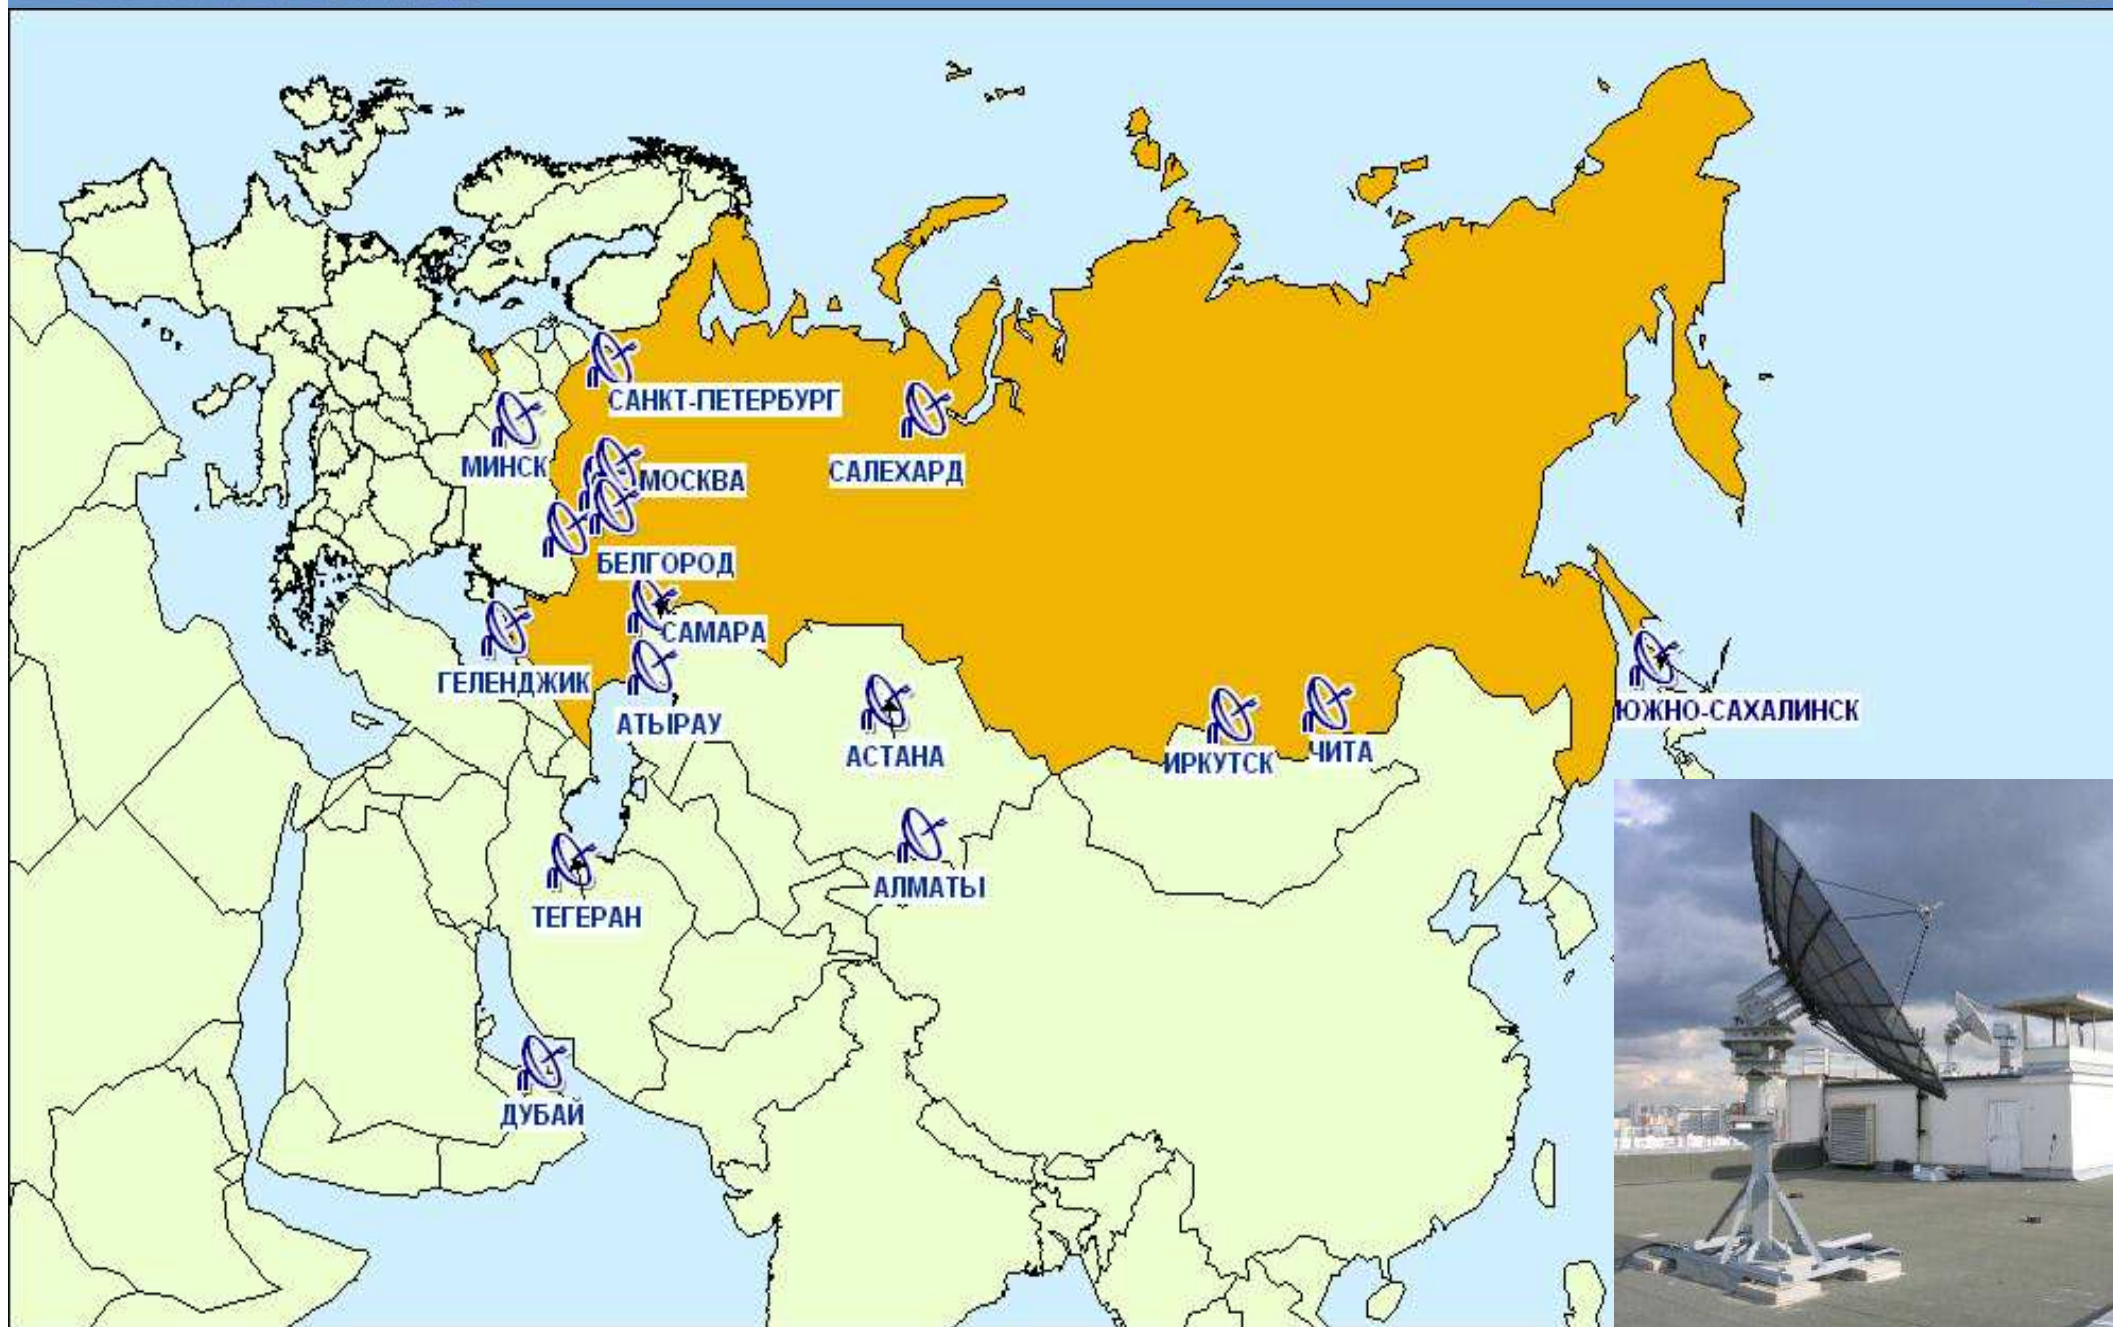 САНКТ-ПЕТЕРБУРГ
МИНСК
МОСКВА
САЛЕХАРД
БЕЛГОРОД
САМАРА
ГЕЛЕНДЖИК
АТЫРАУ
АСТАНА
ИРКУТСК
ЧИТА
ЮЖНО-САХАЛИНСК
АЛМАТЫ
ТЕГЕРАН
ДУБАЙ